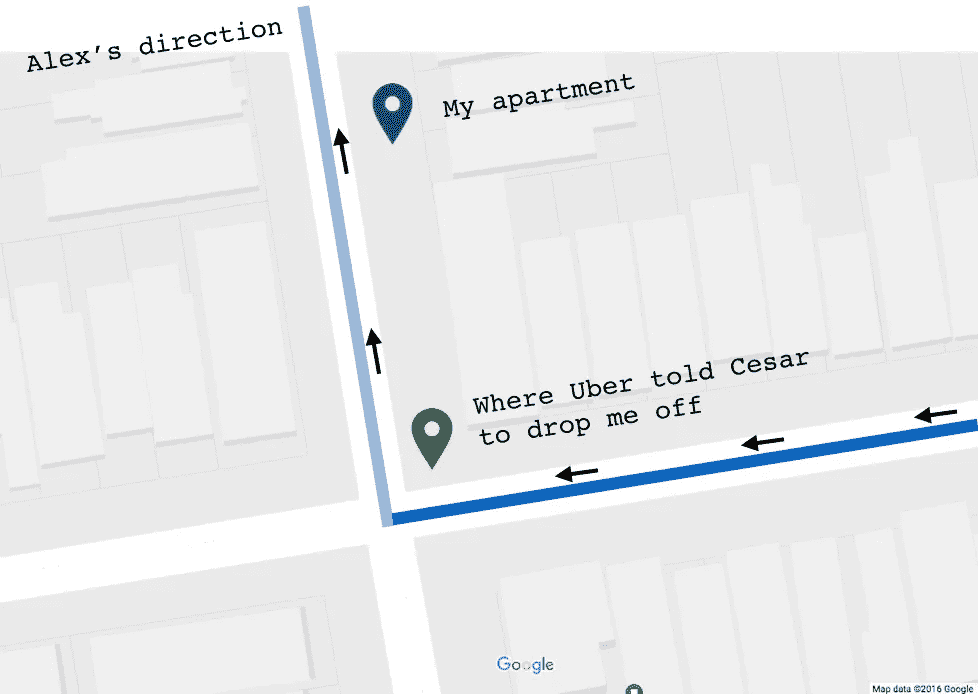 Alex's direction
My apartment
Where Uber told Cesar
to drop me off
Google
Map data ©2016 Google